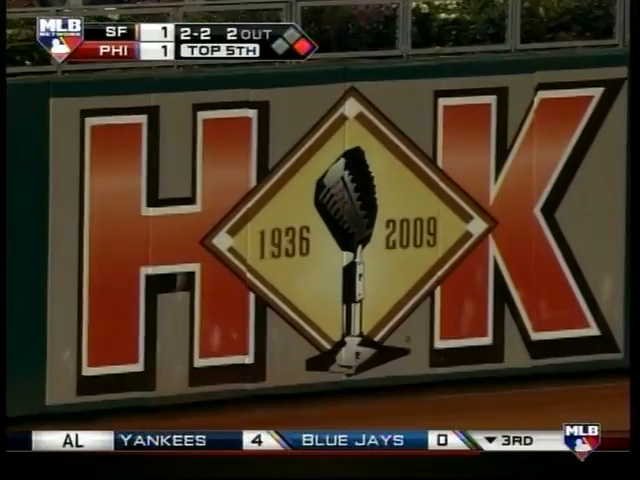 MLB NETWORK SF 1 2-2 2 OUT
PHI 1 TOP 5TH
HK
1936 2009
AL YANKEES 4 BLUE JAYS 0 3RD MLB